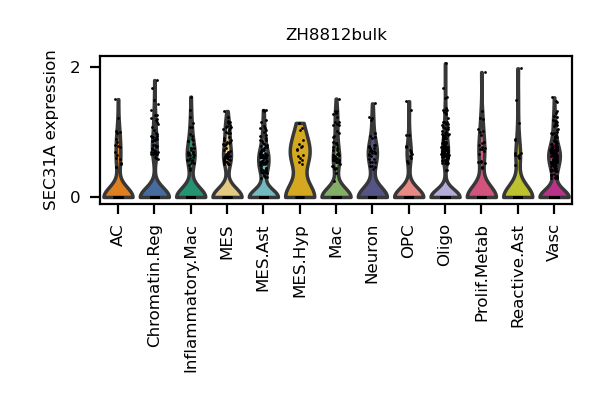 ZH8812bulk
SEC31A expression
2
0
AC
Chromatin.Reg
Inflammatory.Mac
MES
MES.Ast
MES.Hyp
Mac
Neuron
OPC
Oligo
Prolif.Metab
Reactive.Ast
Vasc